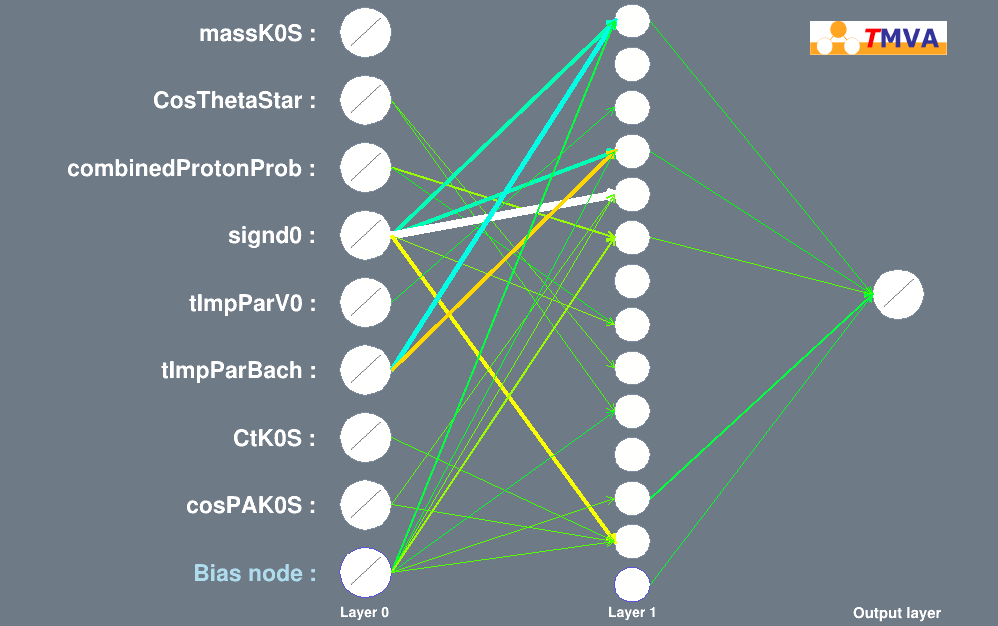 TMVA
massK0S :
CosThetaStar :
combinedProtonProb :
signd0 :
tImpParV0 :
tImpParBach :
CtK0S :
cosPAK0S :
Bias node :
Layer 0
Layer 1
Output layer